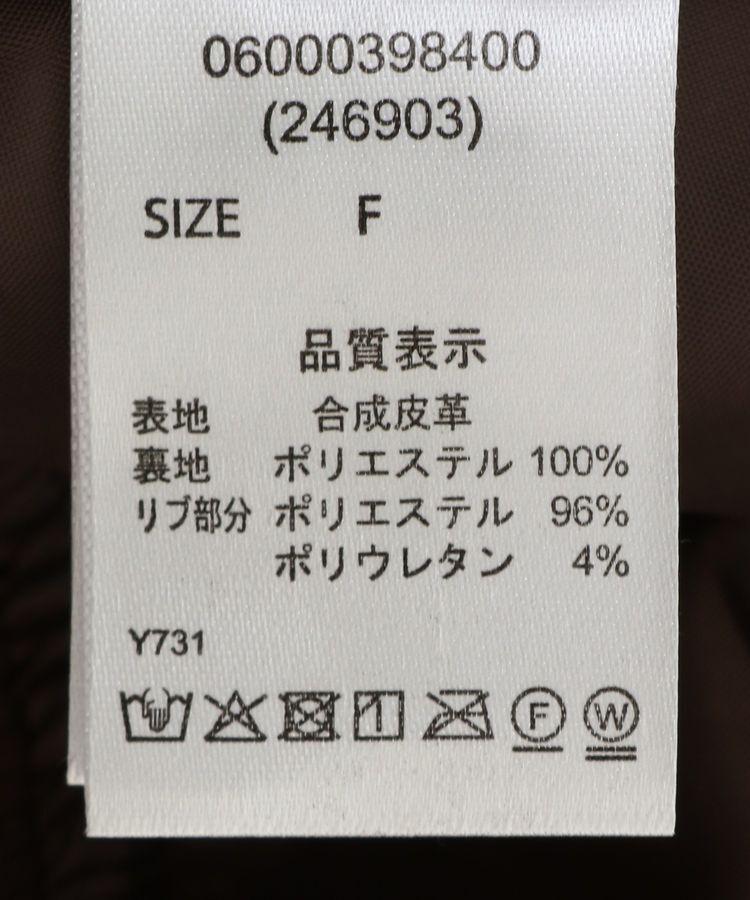 06000398400
(246903)
SIZE F
品質表示
表地 合成皮革
裏地 ポリエステル 100%
リブ部分 ポリエステル 96%
ポリウレタン 4%
Y731
F W